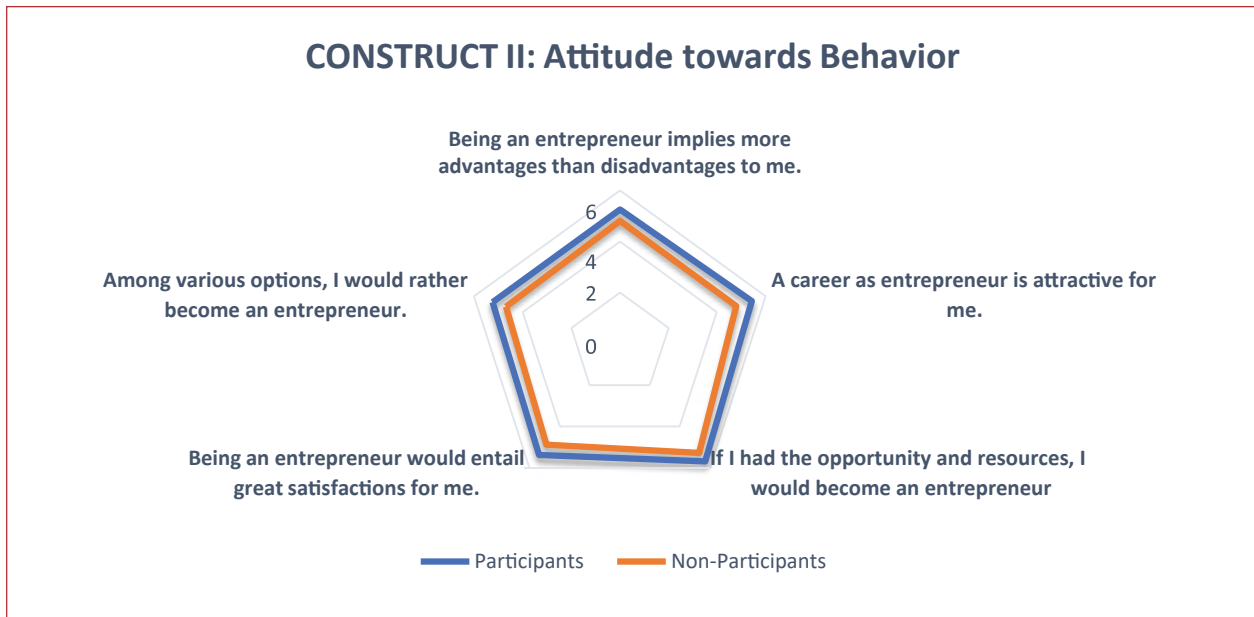 CONSTRUCT II: Attitude towards Behavior
Being an entrepreneur implies more
advantages than disadvantages to me.
6
4
2
0
Among various options, I would rather
become an entrepreneur.
A career as entrepreneur is attractive for
me.
Being an entrepreneur would entail
great satisfactions for me.
If I had the opportunity and resources, I
would become an entrepreneur
Participants
Non-Participants